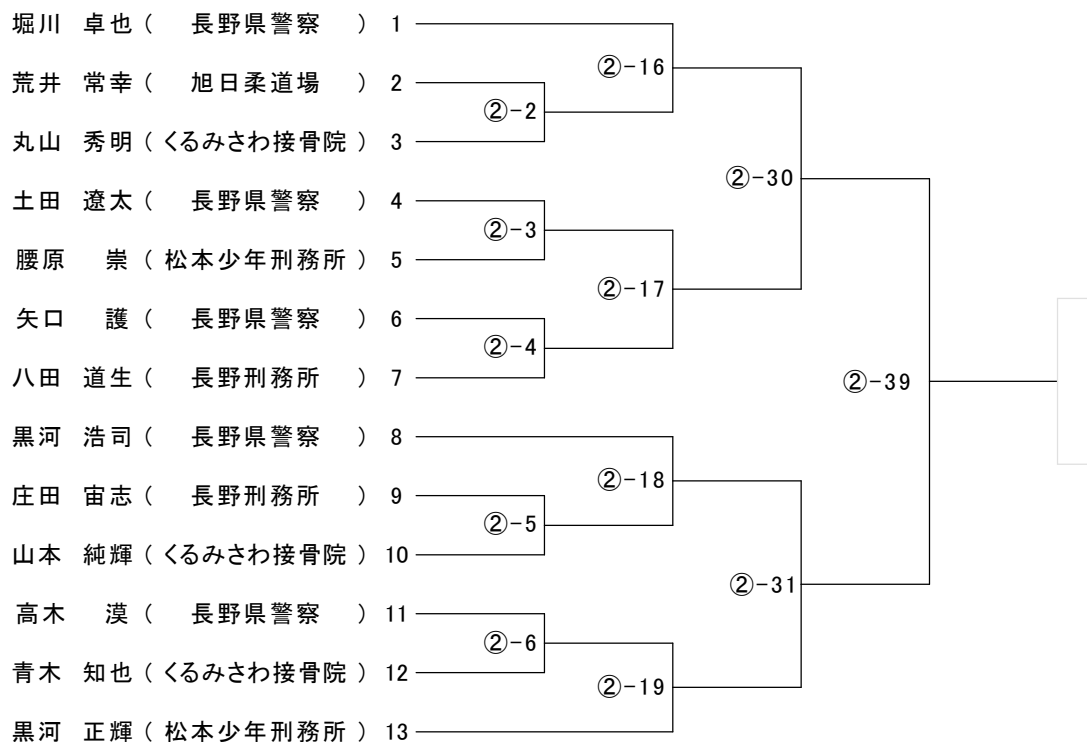 堀川 卓也 ( 長野県警察 ) 1
②-16
荒井 常幸 ( 旭日柔道場 ) 2
②-2
丸山 秀明 ( くるみさわ接骨院 ) 3
②-30
土田 遼太 ( 長野県警察 ) 4
②-3
腰原 崇 ( 松本少年刑務所 ) 5
②-17
矢口 護 ( 長野県警察 ) 6
②-4
八田 道生 ( 長野刑務所 ) 7
②-39
黒河 浩司 ( 長野県警察 ) 8
②-18
庄田 宙志 ( 長野刑務所 ) 9
②-5
山本 純輝 ( くるみさわ接骨院 ) 10
②-31
高木 漠 ( 長野県警察 ) 11
②-6
青木 知也 ( くるみさわ接骨院 ) 12
②-19
黒河 正輝 ( 松本少年刑務所 ) 13